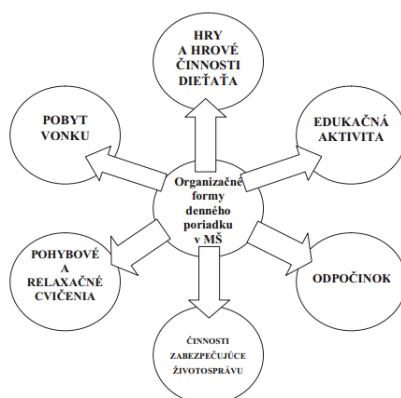 HRY
A HROVÉ
ČINNOSTI
DIEŤAŤA
POBYT
VONKU
EDUKAČNÁ
AKTIVITA
Organizačné
formy
denného
poriadku
v MŠ
POHYBOVÉ
A
RELAXAČNÉ
CVIČENIA
ODPOČINOK
ČINNOSTI
ZABEZPEČUJÚCE
ŽIVOTOSPRÁVU